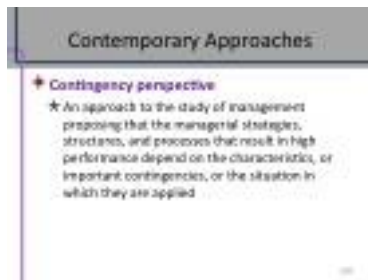 Contemporary Approaches
Contingency perspective
An approach to the study of management
proposing that the managerial strategies,
structures, and processes that result in high
performance depend on the characteristics, or
important contingencies, or the situation in
which they are applied